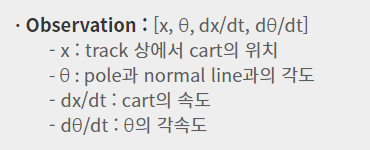 · Observation : [x, θ, dx/dt, dθ/dt]
- x : track 상에서 cart의 위치
- θ : pole과 normal line과의 각도
- dx/dt : cart의 속도
- dθ/dt : θ의 각속도